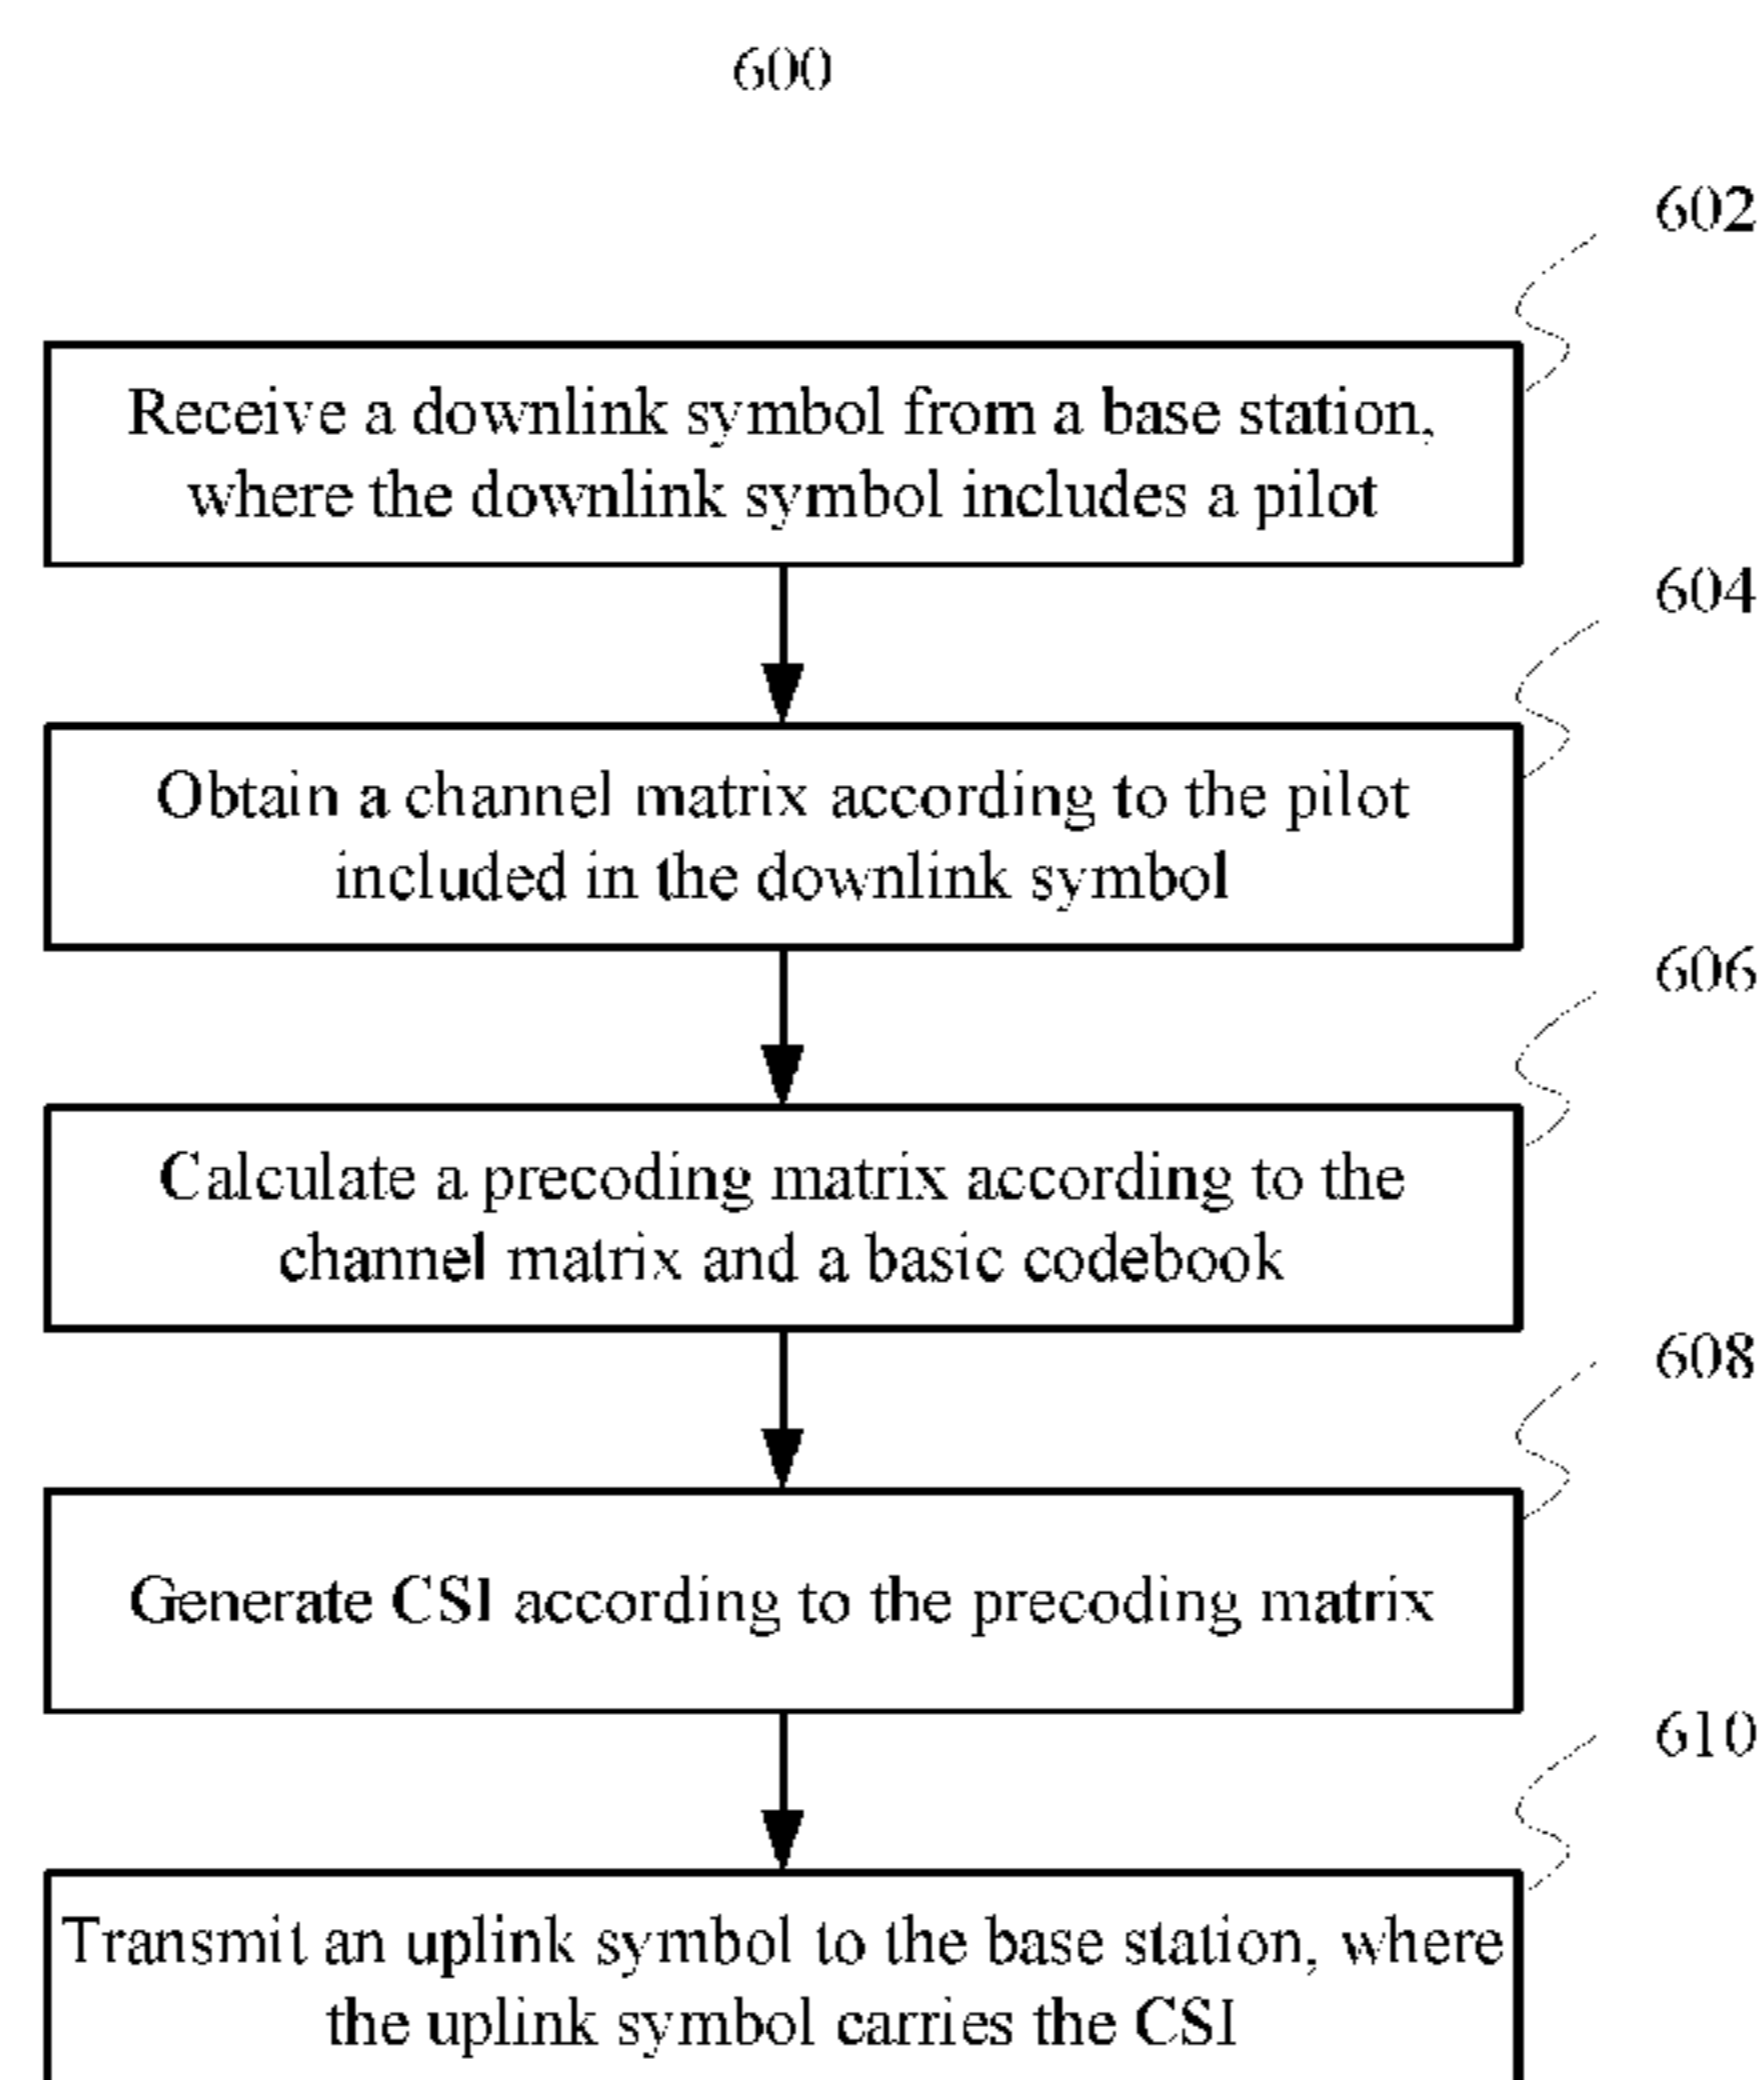 600
602
Receive a downlink symbol from a base station,
where the downlink symbol includes a pilot
604
Obtain a channel matrix according to the pilot
included in the downlink symbol
606
Calculate a precoding matrix according to the
channel matrix and a basic codebook
608
Generate CSI according to the precoding matrix
610
Transmit an uplink symbol to the base station, where
the uplink symbol carries the CSI